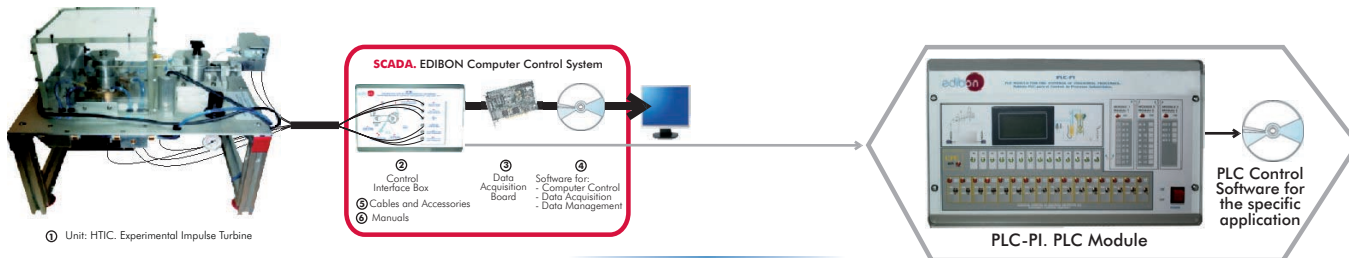 SCADA. EDIBON Computer Control System
① Unit: HTIC. Experimental Impulse Turbine
②
Control
Interface Box
③
Data
Acquisition
Board
④
Software for:
- Computer Control
- Data Acquisition
- Data Management
⑤ Cables and Accessories
⑥ Manuals
edibon
PLC-PI
PLC-PI. PLC Module
PLC Control
Software for
the specific
application